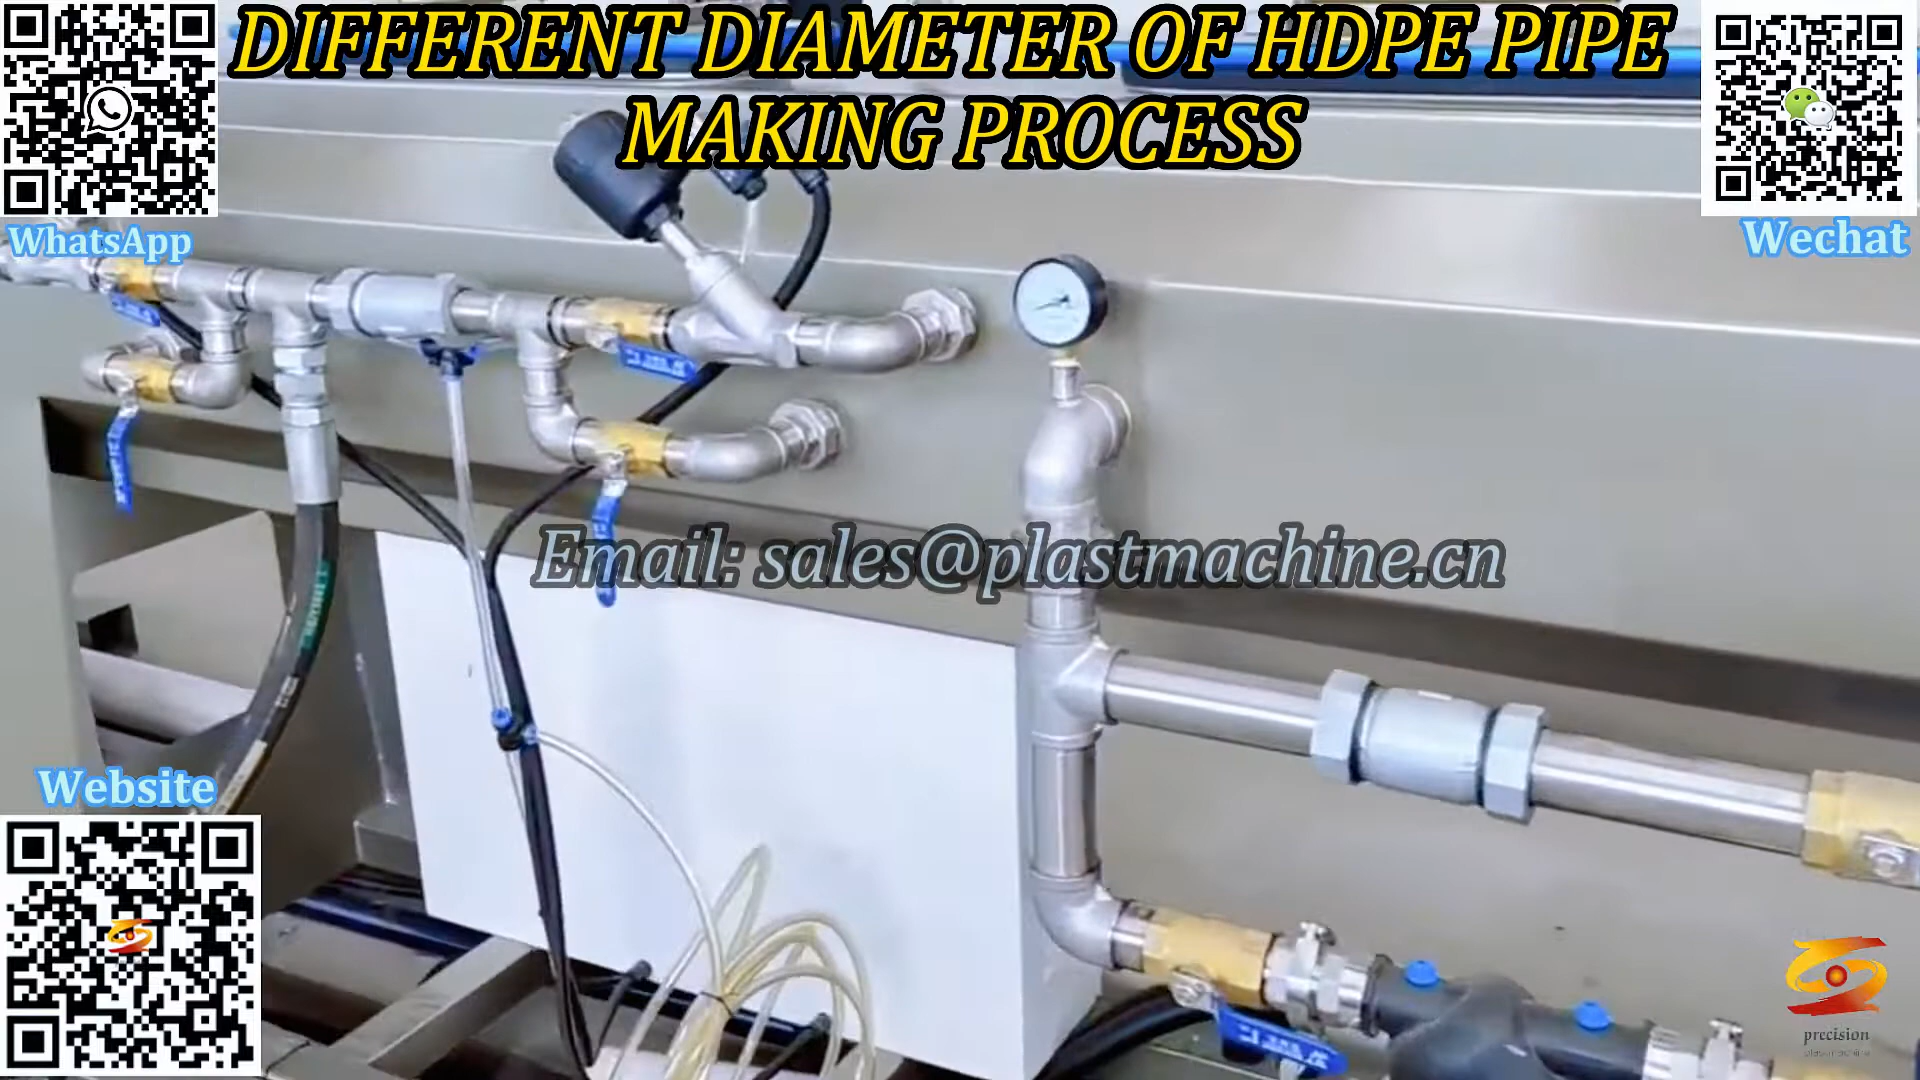 DIFFERENT DIAMETER OF HDPE PIPE
MAKING PROCESS
WhatsApp
Wechat
Email: sales@plastmachine.cn
Website
precision